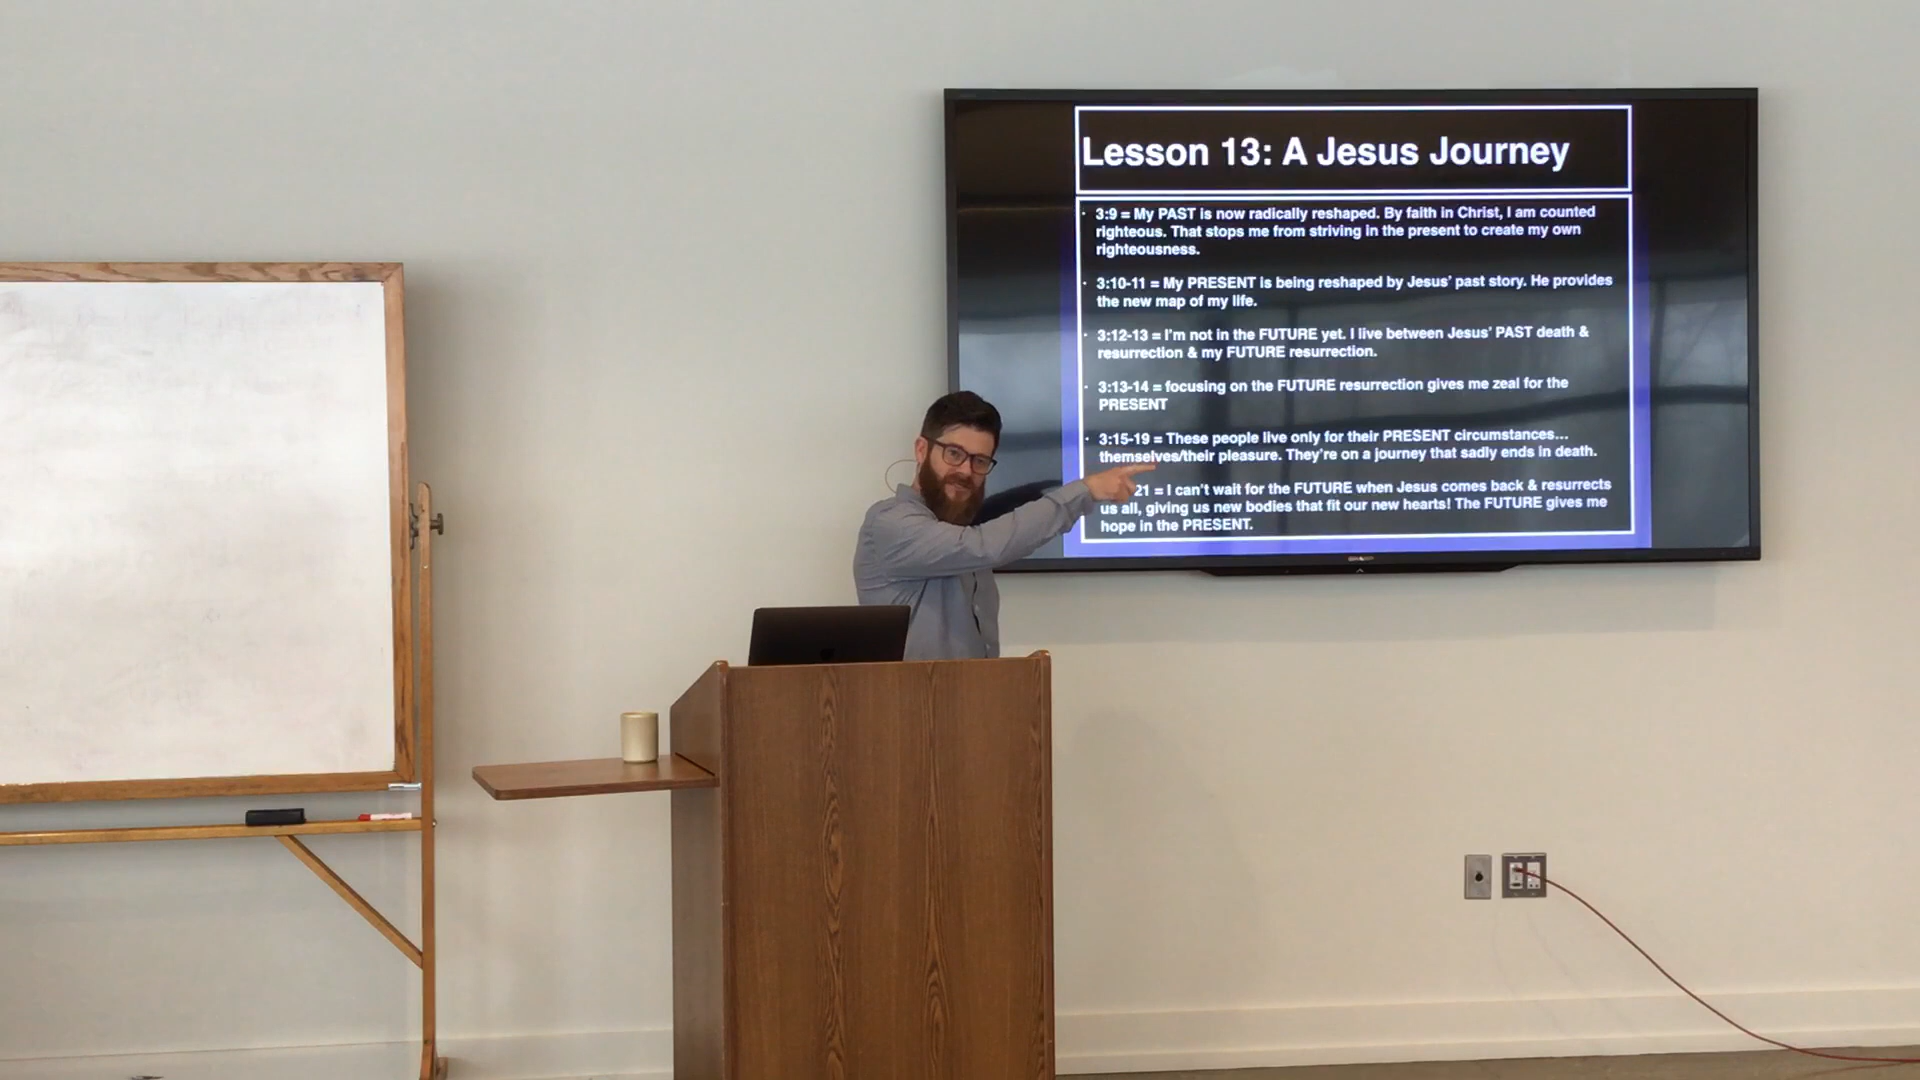 Lesson 13: A Jesus Journey
· 3:9 = My PAST is now radically reshaped. By faith in Christ, I am counted
righteous. That stops me from striving in the present to create my own
righteousness.
· 3:10-11 = My PRESENT is being reshaped by Jesus’ past story. He provides
the new map of my life.
· 3:12-13 = I’m not in the FUTURE yet. I live between Jesus’ PAST death &
resurrection & my FUTURE resurrection.
· 3:13-14 = focusing on the FUTURE resurrection gives me zeal for the
PRESENT
· 3:15-19 = These people live only for their PRESENT circumstances...
themselves/their pleasure. They’re on a journey that sadly ends in death.
21 = I can’t wait for the FUTURE when Jesus comes back & resurrects
us all, giving us new bodies that fit our new hearts! The FUTURE gives me
hope in the PRESENT.